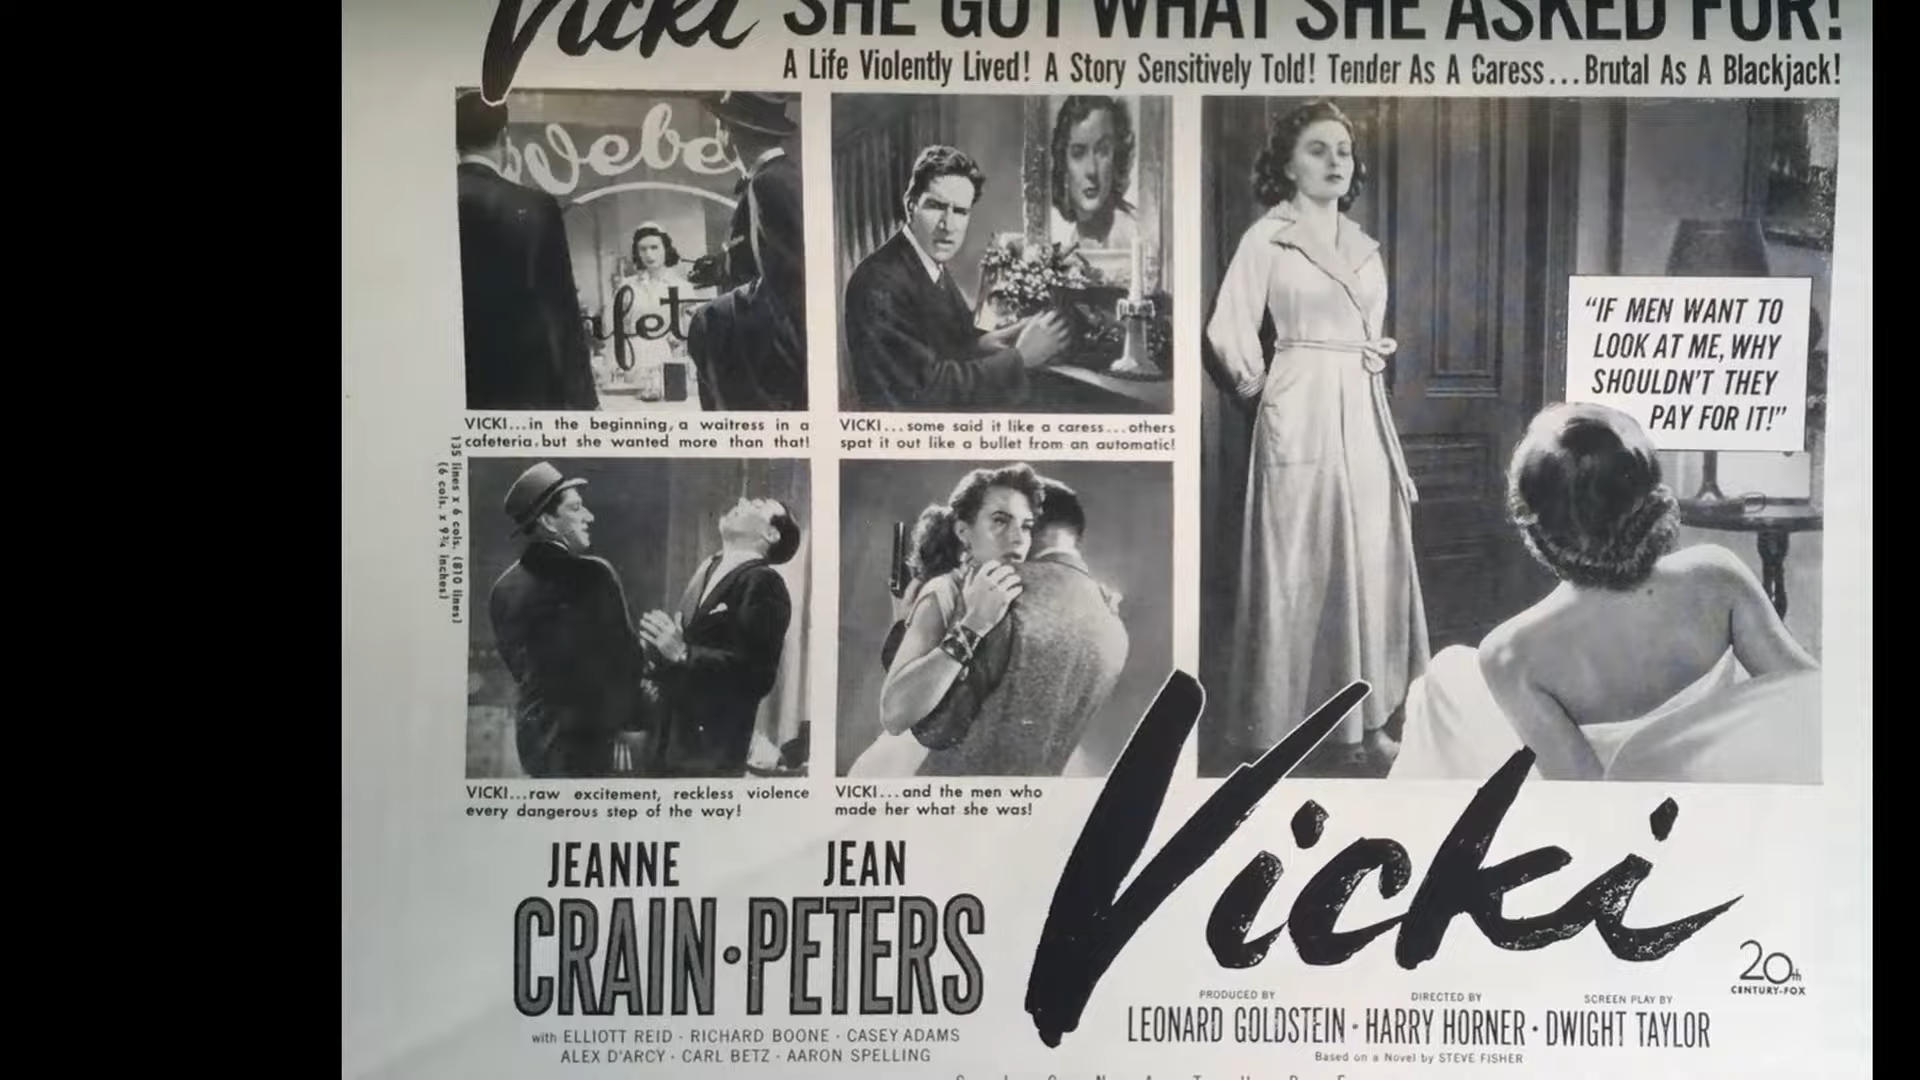 Vicki SHE GOT WHAT SHE ASKED FOR!
A Life Violently Lived! A Story Sensitively Told! Tender As A Caress...Brutal As A Blackjack!
"IF MEN WANT TO
LOOK AT ME, WHY
SHOULDN'T THEY
PAY FOR IT!"
VICKI...in the beginning, a waitress in a
cafeteria, but she wanted more than that!
VICKI...some said it like a caress...others
spat it out like a bullet from an automatic!
135 lines x 6 cols. (810 lines)
(6 cols. x 9¾ inches)
VICKI...raw excitement, reckless violence
every dangerous step of the way!
VICKI...and the men who
made her what she was!
JEANNE CRAIN · JEAN PETERS
with ELLIOTT REID · RICHARD BOONE · CASEY ADAMS
ALEX D'ARCY · CARL BETZ · AARON SPELLING
Vicki
20th
CENTURY-FOX
PRODUCED BY DIRECTED BY SCREEN PLAY BY
LEONARD GOLDSTEIN · HARRY HORNER · DWIGHT TAYLOR
Based on a Novel by STEVE FISHER